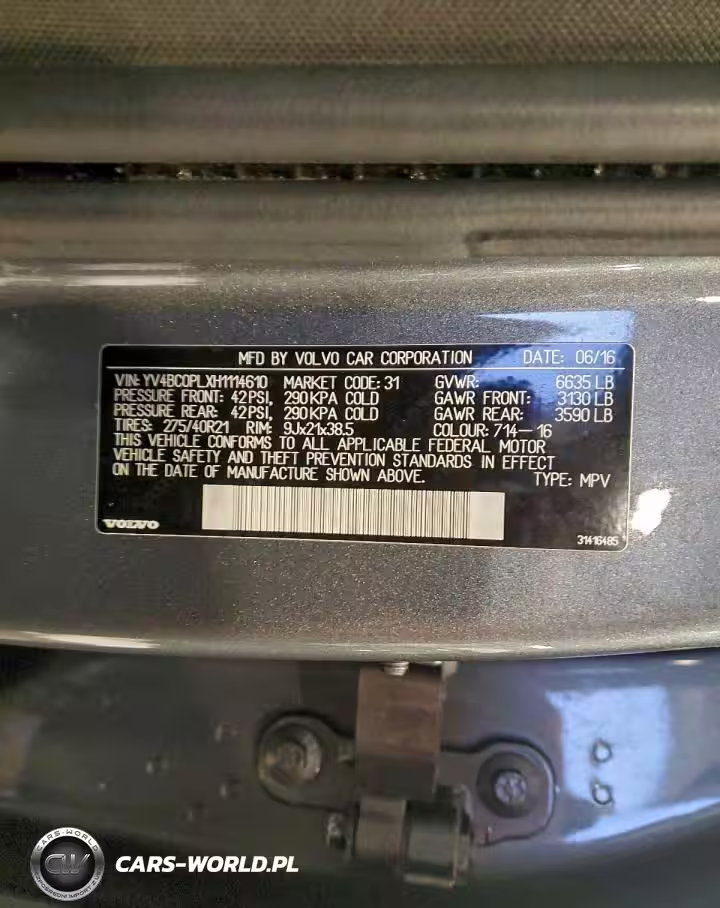 MFD BY VOLVO CAR CORPORATION DATE: 06/16
VIN: YV4BC0PLXH1114610 MARKET CODE: 31 GVWR: 6635 LB
PRESSURE FRONT: 42PSI, 290KPA COLD GAWR FRONT: 3130 LB
PRESSURE REAR: 42PSI, 290KPA COLD GAWR REAR: 3590 LB
TIRES: 275/40R21 RIM: 9Jx21x38.5 COLOUR: 714-16
THIS VEHICLE CONFORMS TO ALL APPLICABLE FEDERAL MOTOR
VEHICLE SAFETY AND THEFT PREVENTION STANDARDS IN EFFECT
ON THE DATE OF MANUFACTURE SHOWN ABOVE. TYPE: MPV
VOLVO
31416485
CARS-WORLD
CW
CARS-WORLD.PL